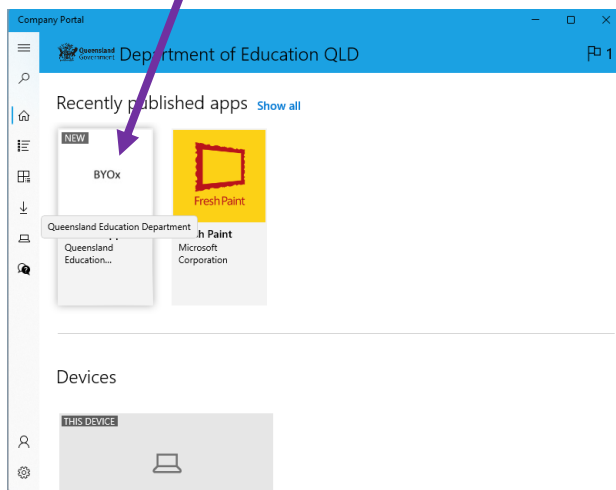 Company Portal
Queensland Government Department of Education QLD
1
Recently published apps Show all
NEW
BYOx
Fresh Paint
Queensland Education Department
Paint
Queensland
Education...
Microsoft
Corporation
Devices
THIS DEVICE